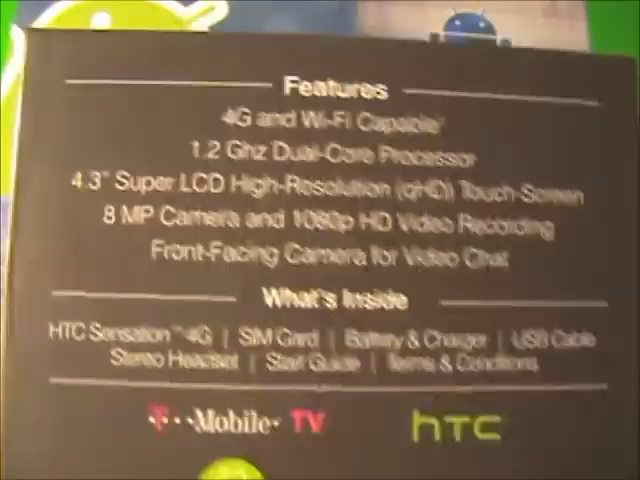 Features
4G and Wi-Fi Capable
1.2 Ghz Dual-Core Processor
4.3" Super LCD High-Resolution (qHD) Touch-Screen
8 MP Camera and 1080p HD Video Recording
Front-Facing Camera for Video Chat
What's Inside
HTC Sensation™ 4G | SIM Card | Battery & Charger | USB Cable
Stereo Headset | Start Guide | Terms & Conditions
T··Mobile· TV
hTC